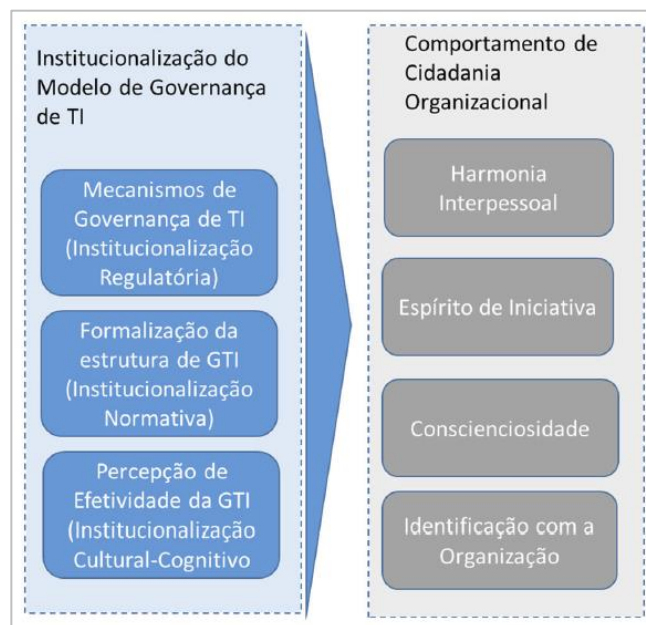 Institucionalização do
Modelo de Governança
de TI
Mecanismos de
Governança de TI
(Institucionalização
Regulatória)
Formalização da
estrutura de GTI
(Institucionalização
Normativa)
Percepção de
Efetividade da GTI
(Institucionalização
Cultural-Cognitivo
Comportamento de
Cidadania
Organizacional
Harmonia
Interpessoal
Espírito de Iniciativa
Conscienciosidade
Identificação com a
Organização